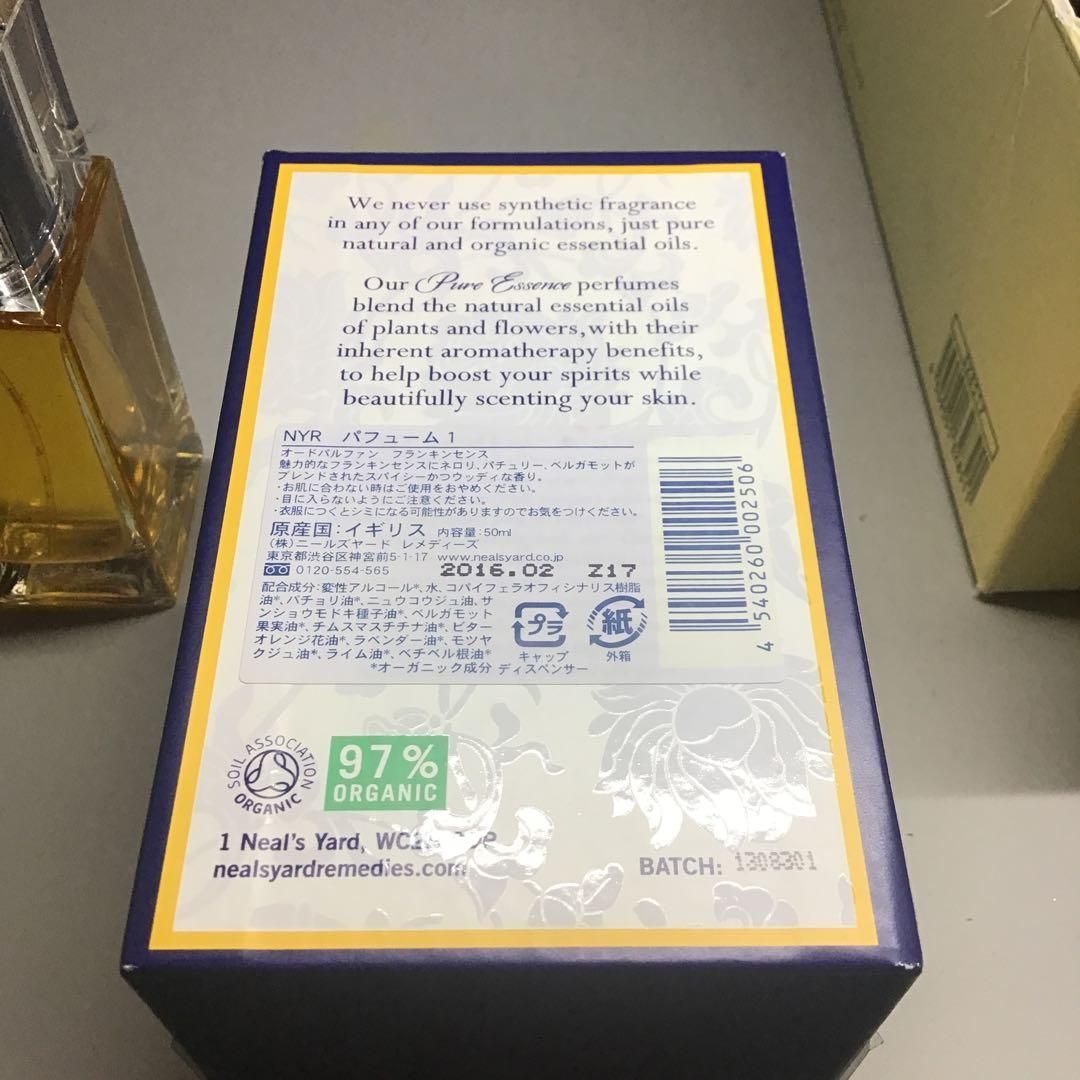 We never use synthetic fragrance
in any of our formulations, just pure
natural and organic essential oils.
Our Pure Essence perfumes
blend the natural essential oils
of plants and flowers, with their
inherent aromatherapy benefits,
to help boost your spirits while
beautifully scenting your skin.
NYR パフューム1
オードパルファン フランキンセンス
魅力的なフランキンセンスにネロリ、パチュリー、ベルガモットが
ブレンドされたスパイシーかつウッディな香り。
・お肌に合わない時はご使用をおやめください。
・目に入らないようにご注意ください。
・衣服につくとシミになる可能性がありますのでお気をつけください。
原産国:イギリス 内容量:50ml
(株)ニールズヤード レメディーズ
東京都渋谷区神宮前5-1-17 www.nealsyard.co.jp
0120-554-565 2016.02 Z17
配合成分:変性アルコール*、水、コパイフェラオフィシナリス樹脂
油*、パチョリ油*、ニュウコウジュ油、サ
ンショウモドキ種子油*、ベルガモット
果実油*、チムスマスチチナ油*、ビター
オレンジ花油*、ラベンダー油*、モツヤ
クジュ油*、ライム油*、ベチベル根油*
*オーガニック成分
プラ
キャップ
ディスペンサー
紙
外箱
4 540260 002506
SOIL ASSOCIATION
ORGANIC
97%
ORGANIC
1 Neal's Yard,
nealsyardremedies.com
BATCH: 1308301